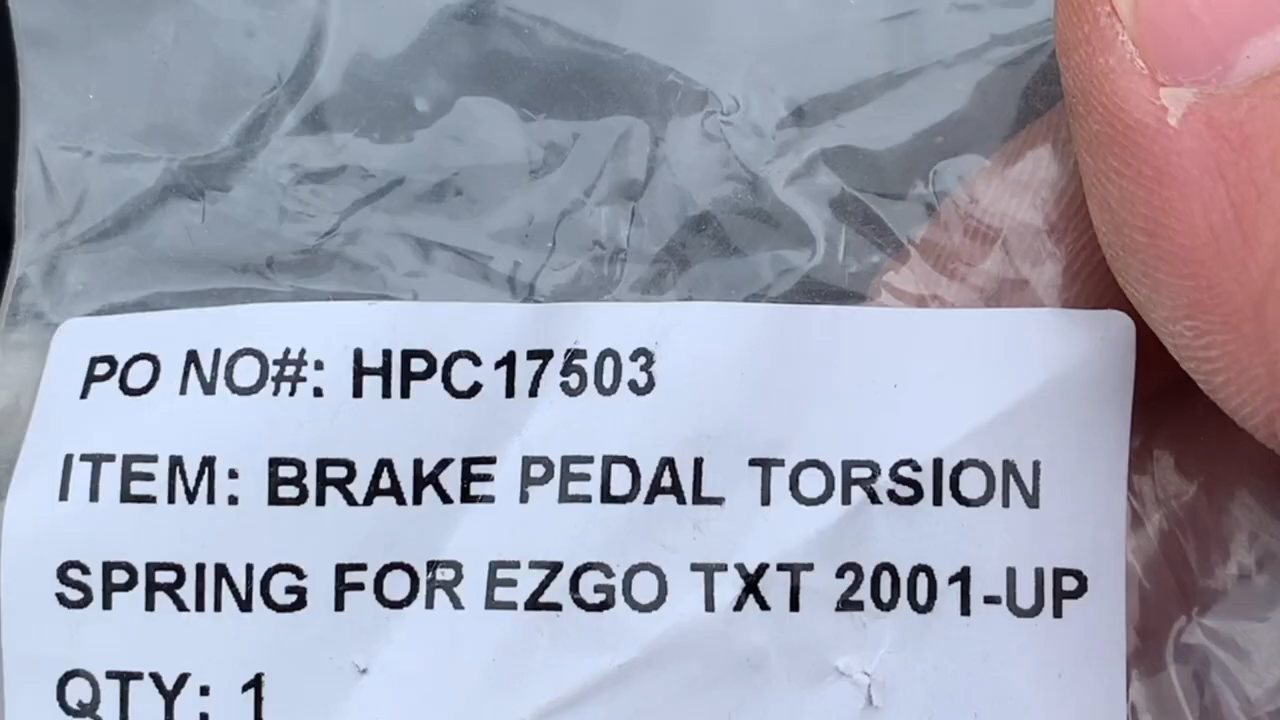 PO NO#: HPC17503
ITEM: BRAKE PEDAL TORSION
SPRING FOR EZGO TXT 2001-UP
QTY: 1